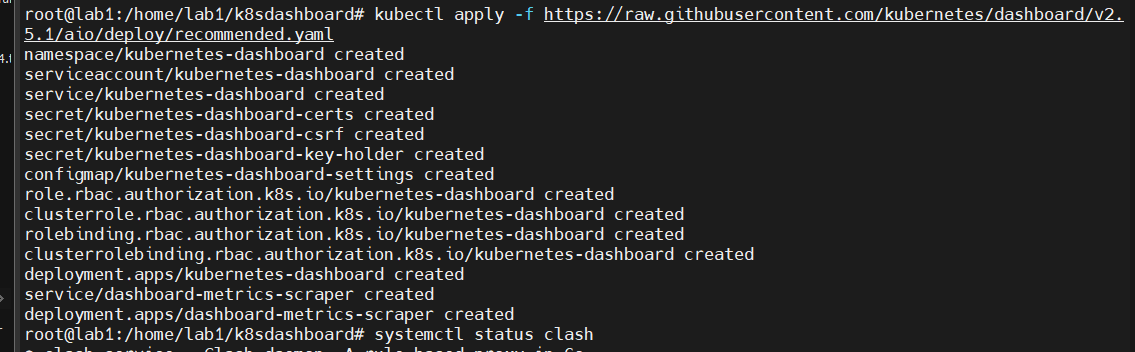 root@lab1:/home/lab1/k8sdashboard# kubectl apply -f https://raw.githubusercontent.com/kubernetes/dashboard/v2.
5.1/aio/deploy/recommended.yaml
namespace/kubernetes-dashboard created
serviceaccount/kubernetes-dashboard created
service/kubernetes-dashboard created
secret/kubernetes-dashboard-certs created
secret/kubernetes-dashboard-csrf created
secret/kubernetes-dashboard-key-holder created
configmap/kubernetes-dashboard-settings created
role.rbac.authorization.k8s.io/kubernetes-dashboard created
clusterrole.rbac.authorization.k8s.io/kubernetes-dashboard created
rolebinding.rbac.authorization.k8s.io/kubernetes-dashboard created
clusterrolebinding.rbac.authorization.k8s.io/kubernetes-dashboard created
deployment.apps/kubernetes-dashboard created
service/dashboard-metrics-scraper created
deployment.apps/dashboard-metrics-scraper created
root@lab1:/home/lab1/k8sdashboard# systemctl status clash